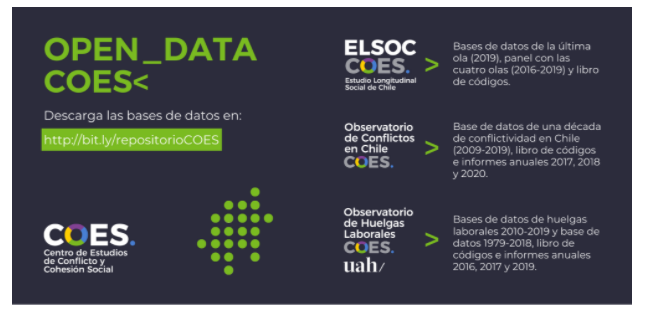 OPEN_DATA
COES<
Descarga las bases de datos en:
http://bit.ly/repositorioCOES
COES.
Centro de Estudios
de Conflicto y
Cohesión Social
ELSOC
COES.
Estudio Longitudinal
Social de Chile
>
Bases de datos de la última
ola (2019), panel con las
cuatro olas (2016-2019) y libro
de códigos.
Observatorio
de Conflictos
en Chile
COES.
>
Base de datos de una década
de conflictividad en Chile
(2009-2019), libro de códigos
e informes anuales 2017, 2018
y 2020.
Observatorio
de Huelgas
Laborales
COES.
uah/
>
Bases de datos de huelgas
laborales 2010-2019 y base de
datos 1979-2018, libro de
códigos e informes anuales
2016, 2017 y 2019.